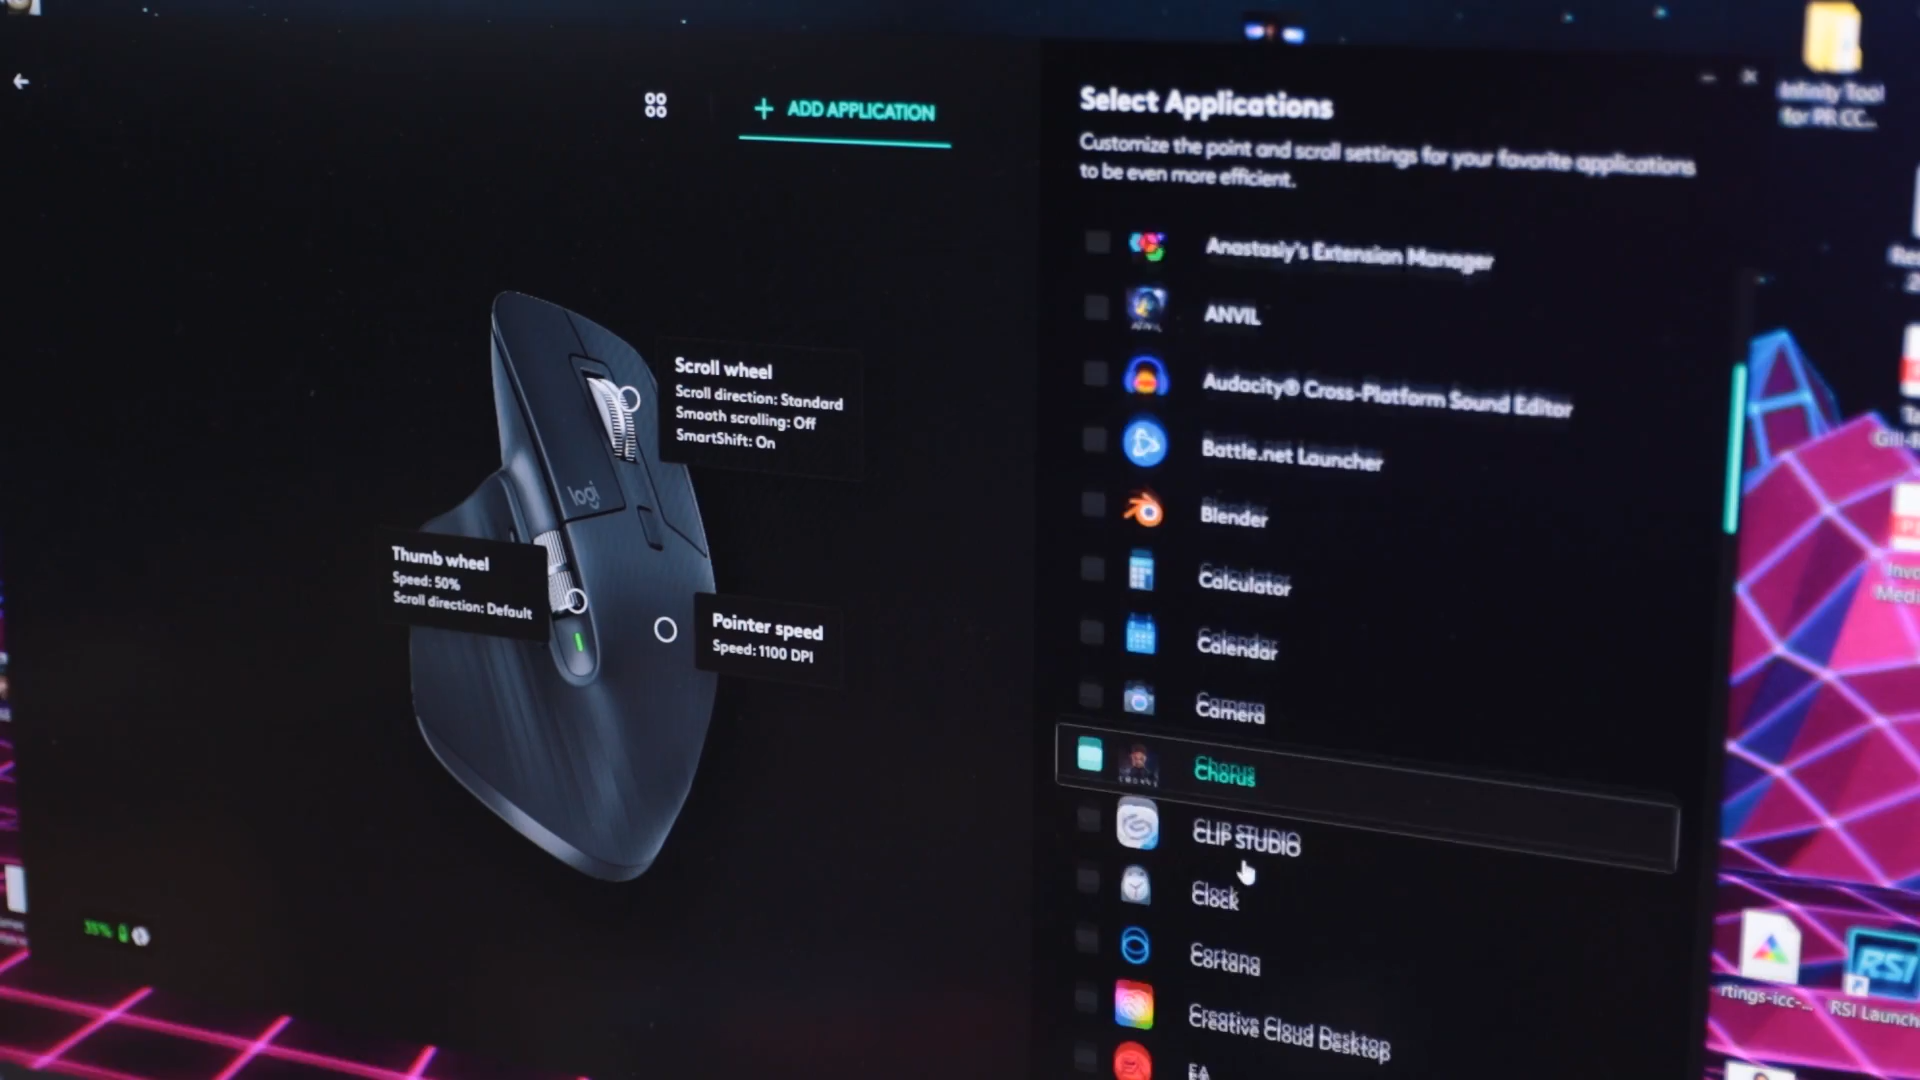 ADD APPLICATION
Select Applications
Customize the point and scroll settings for your favorite applications
to be even more efficient.
Anastasiy's Extension Manager
ANVIL
Audacity® Cross-Platform Sound Editor
Battle.net Launcher
Blender
Calculator
Calendar
Camera
Chorus
CLIP STUDIO
Clock
Cortana
Creative Cloud Desktop
EA
Scroll wheel
Scroll direction: Standard
Smooth scrolling: Off
SmartShift: On
logi
Thumb wheel
Speed: 50%
Scroll direction: Default
Pointer speed
Speed: 1100 DPI
Infinity Tool
for PR CC...
rtings-icc-...
RSI
RSI Launch